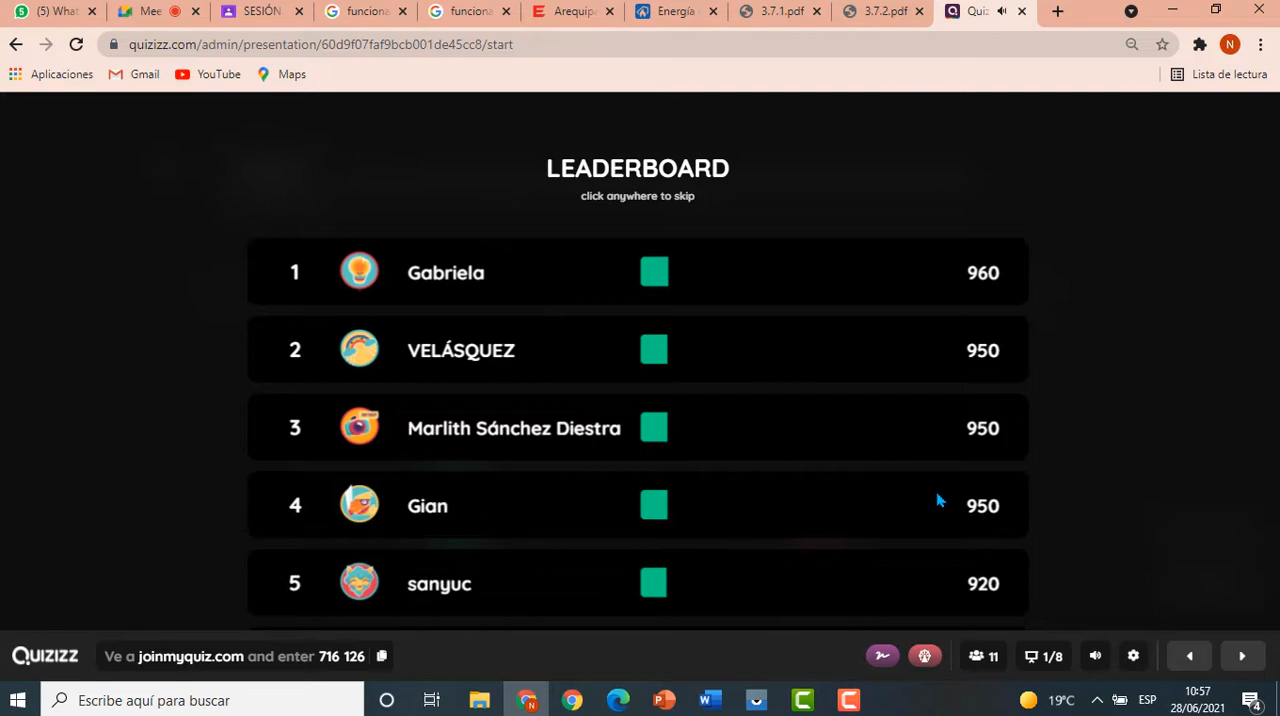 (5) What
Mee
SESIÓN
funciona
funciona
Arequipa
Energía
3.7.1.pdf
3.7.2.pdf
Quiz
quizizz.com/admin/presentation/60d9f07faf9bcb001de45cc8/start
N
Aplicaciones
Gmail
YouTube
Maps
Lista de lectura
LEADERBOARD
click anywhere to skip
1 Gabriela 960
2 VELÁSQUEZ 950
3 Marlith Sánchez Diestra 950
4 Gian 950
5 sanyuc 920
Quizizz
Ve a joinmyquiz.com and enter 716 126
11
1/8
Escribe aquí para buscar
19°C
ESP
10:57
28/06/2021
4